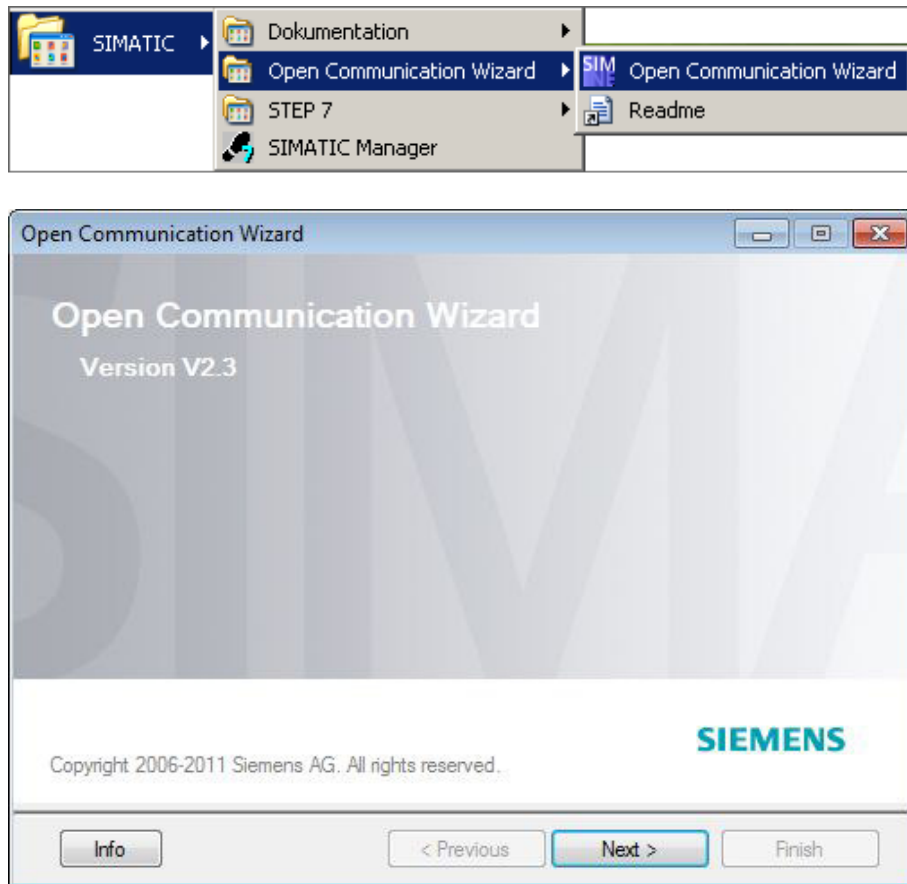 SIMATIC
Dokumentation
Open Communication Wizard
STEP 7
SIMATIC Manager
SIM
Open Communication Wizard
Readme
Open Communication Wizard
Open Communication Wizard
Version V2.3
SIEMENS
Copyright 2006-2011 Siemens AG. All rights reserved.
Info
< Previous
Next >
Finish